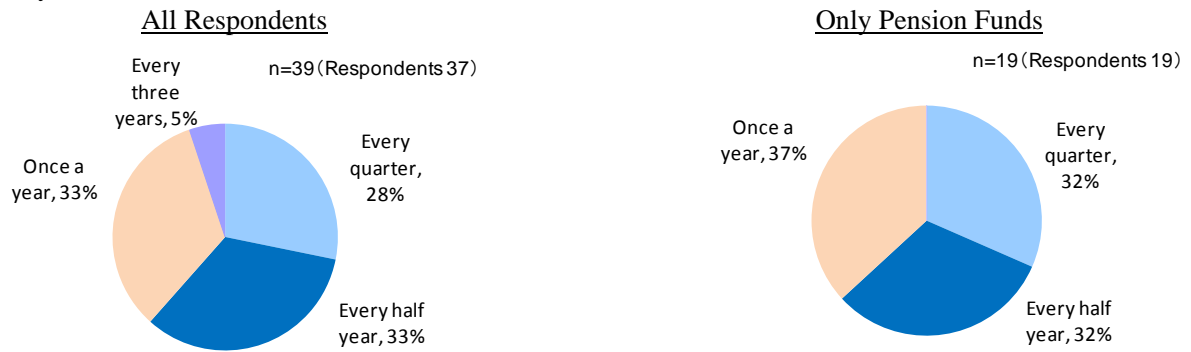 All Respondents
n=39（Respondents 37）
Every
three
years, 5%
Every
quarter,
28%
Once a
year, 33%
Every half
year, 33%
Only Pension Funds
n=19（Respondents 19）
Once a
year, 37%
Every
quarter,
32%
Every half
year, 32%